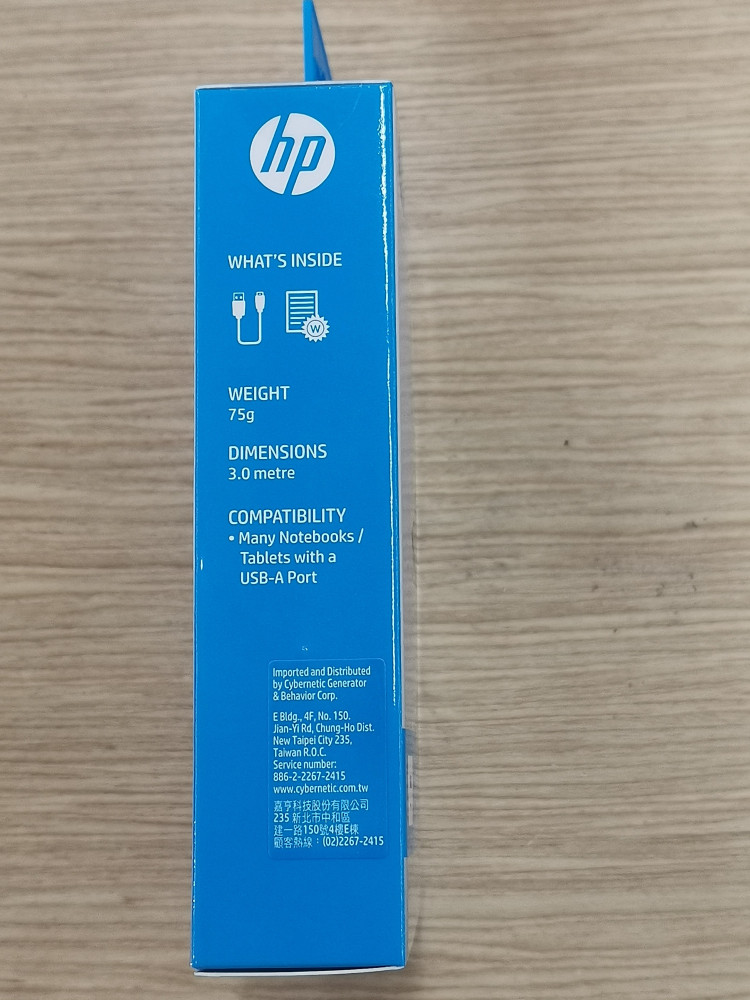 hp
WHAT'S INSIDE
W
WEIGHT
75g
DIMENSIONS
3.0 metre
COMPATIBILITY
• Many Notebooks /
Tablets with a
USB-A Port
Imported and Distributed
by Cybernetic Generator
& Behavior Corp.
E Bldg., 4F, No. 150.
Jian-Yi Rd, Chung-Ho Dist.
New Taipei City 235,
Taiwan R.O.C.
Service number:
886-2-2267-2415
www.cybernetic.com.tw
嘉亨科技股份有限公司
235 新北市中和區
建一路150號4樓E棟
顧客熱線：(02)2267-2415